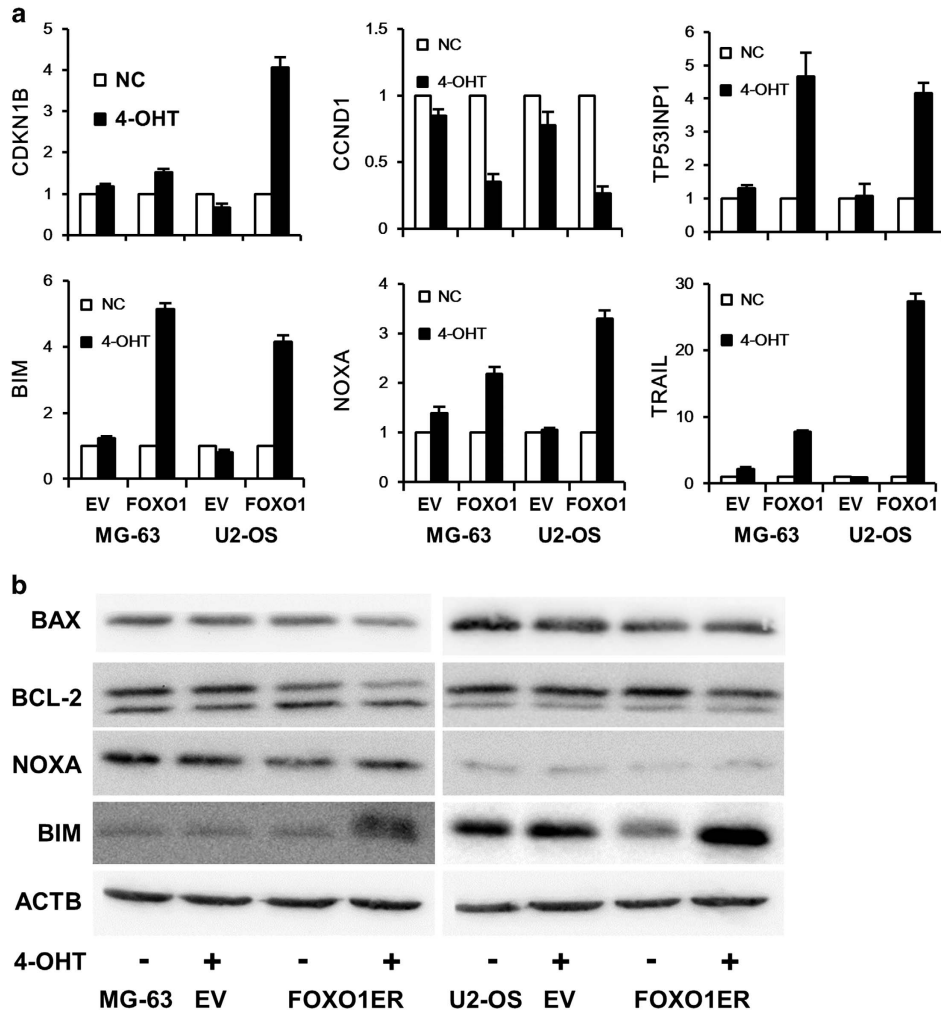 a
CDKN1B
5
4
3
2
1
0
NC
4-OHT
CCND1
1.5
1
0.5
0
NC
4-OHT
TP53INP1
6
5
4
3
2
1
0
NC
4-OHT
BIM
6
4
2
0
NC
4-OHT
EV FOXO1 EV FOXO1
MG-63 U2-OS
NOXA
4
3
2
1
0
NC
4-OHT
EV FOXO1 EV FOXO1
MG-63 U2-OS
TRAIL
30
20
10
0
NC
4-OHT
EV FOXO1 EV FOXO1
MG-63 U2-OS
b
BAX
BCL-2
NOXA
BIM
ACTB
4-OHT - + - + - + - +
MG-63 EV FOXO1ER U2-OS EV FOXO1ER